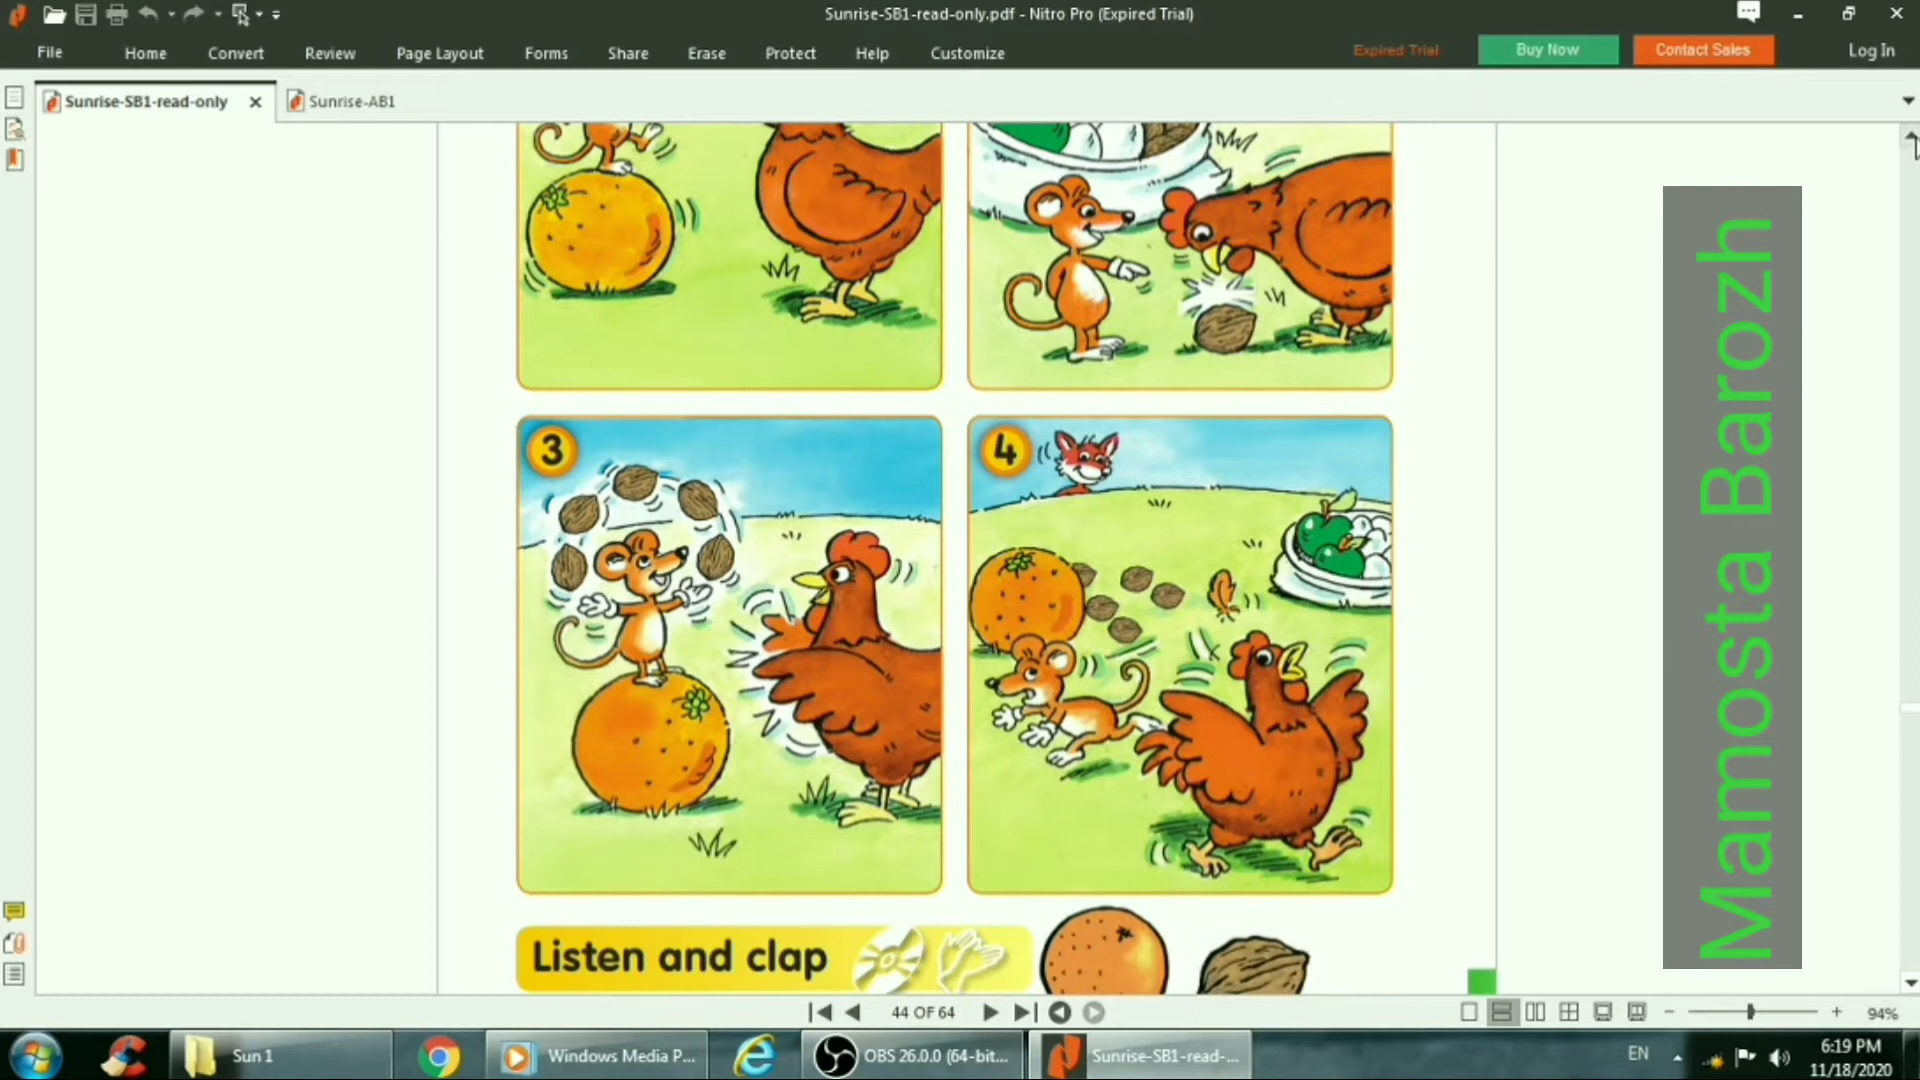 Sunrise-SB1-read-only.pdf - Nitro Pro (Expired Trial)
File Home Convert Review Page Layout Forms Share Erase Protect Help Customize
Expired Trial Buy Now Contact Sales Log In
Sunrise-SB1-read-only Sunrise-AB1
3
4
Mamosta Barozh
Listen and clap
44 OF 64
94%
Sun 1
Windows Media P...
OBS 26.0.0 (64-bit...
Sunrise-SB1-read-...
EN
6:19 PM
11/18/2020